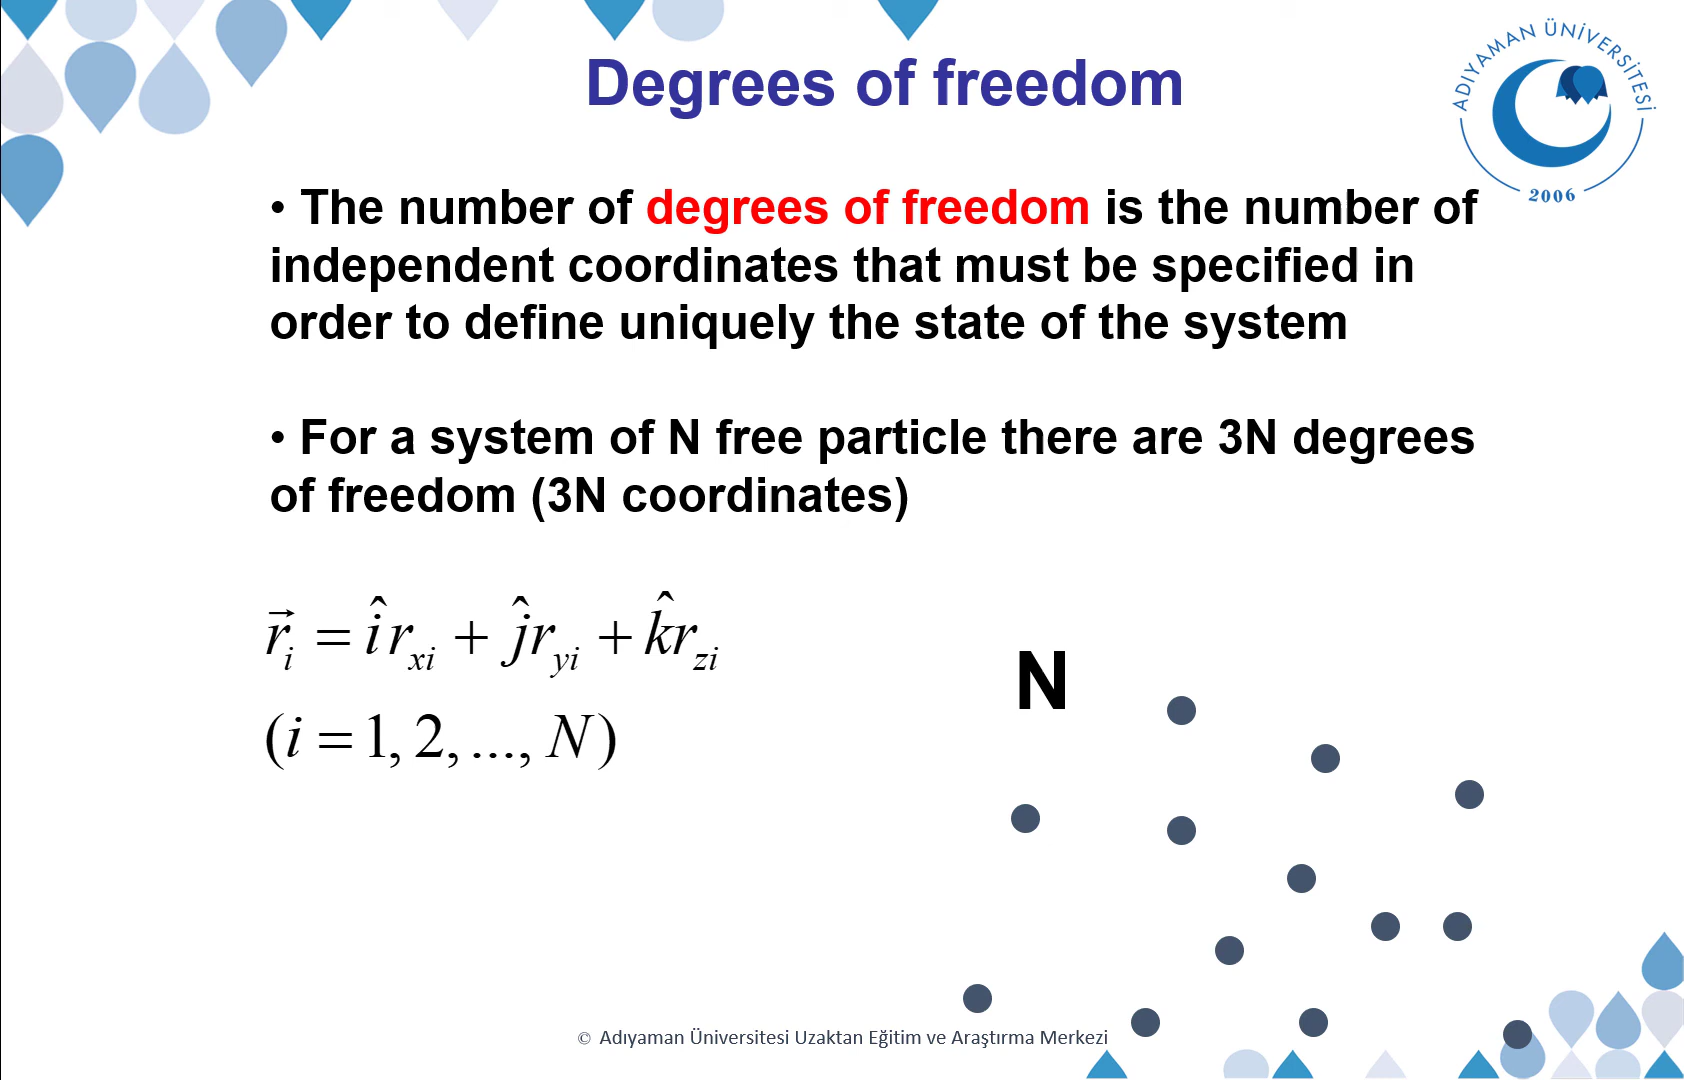 Degrees of freedom
ADIYAMAN ÜNİVERSİTESİ
2006
• The number of degrees of freedom is the number of
independent coordinates that must be specified in
order to define uniquely the state of the system
• For a system of N free particle there are 3N degrees
of freedom (3N coordinates)
r⃗_i = î r_xi + ĵ r_yi + k̂ r_zi
(i = 1, 2, ..., N)
N
© Adıyaman Üniversitesi Uzaktan Eğitim ve Araştırma Merkezi